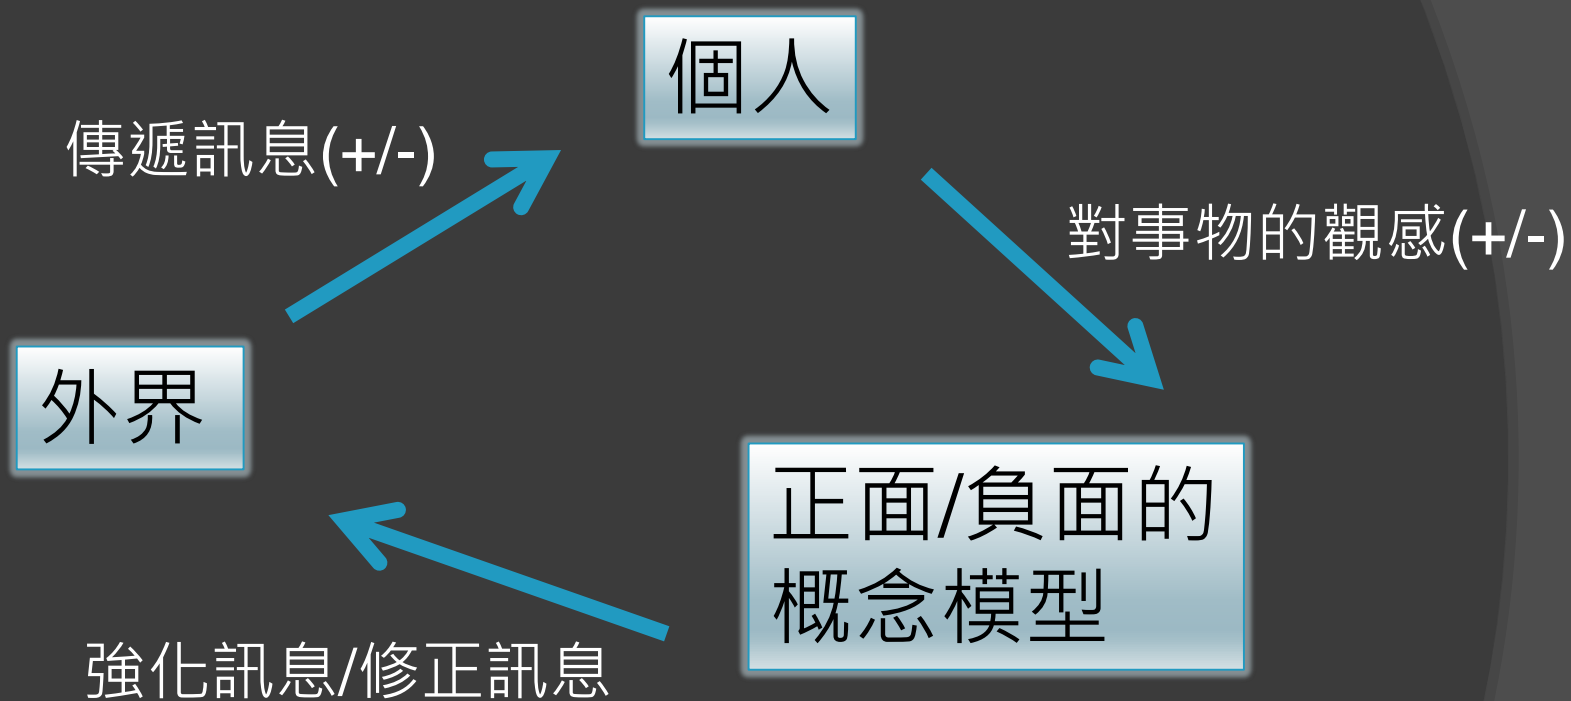 個人
傳遞訊息(+/-)
對事物的觀感(+/-)
外界
正面/負面的
概念模型
強化訊息/修正訊息